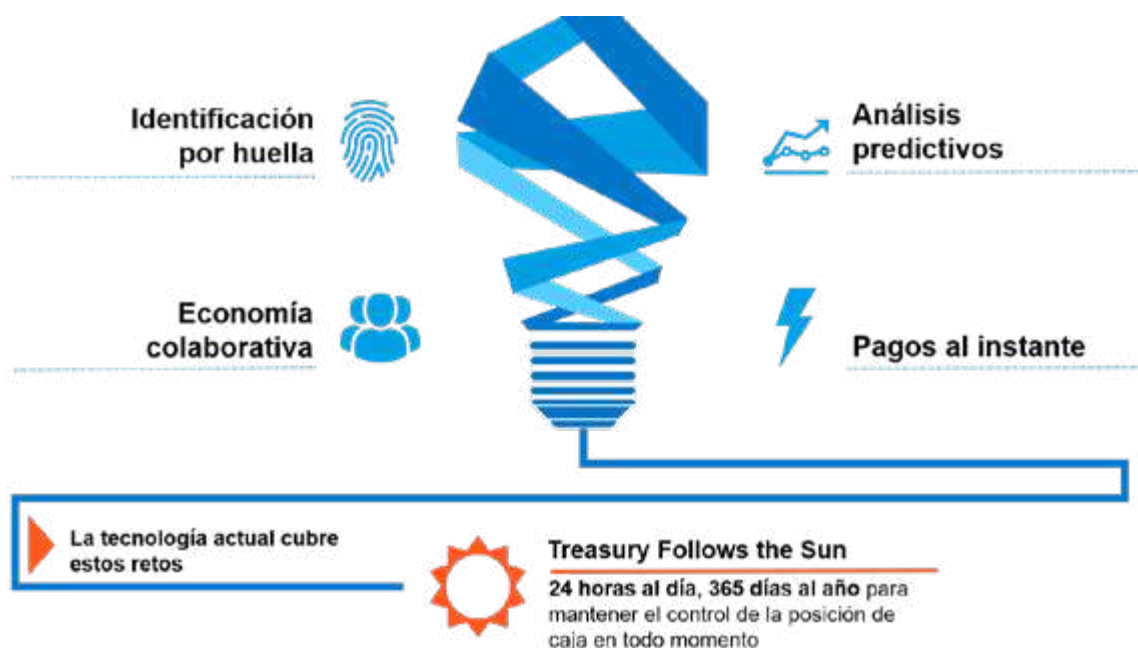 Identificación
por huella
Análisis
predictivos
Economía
colaborativa
Pagos al instante
La tecnología actual cubre
estos retos
Treasury Follows the Sun
24 horas al día, 365 días al año para
mantener el control de la posición de
caja en todo momento